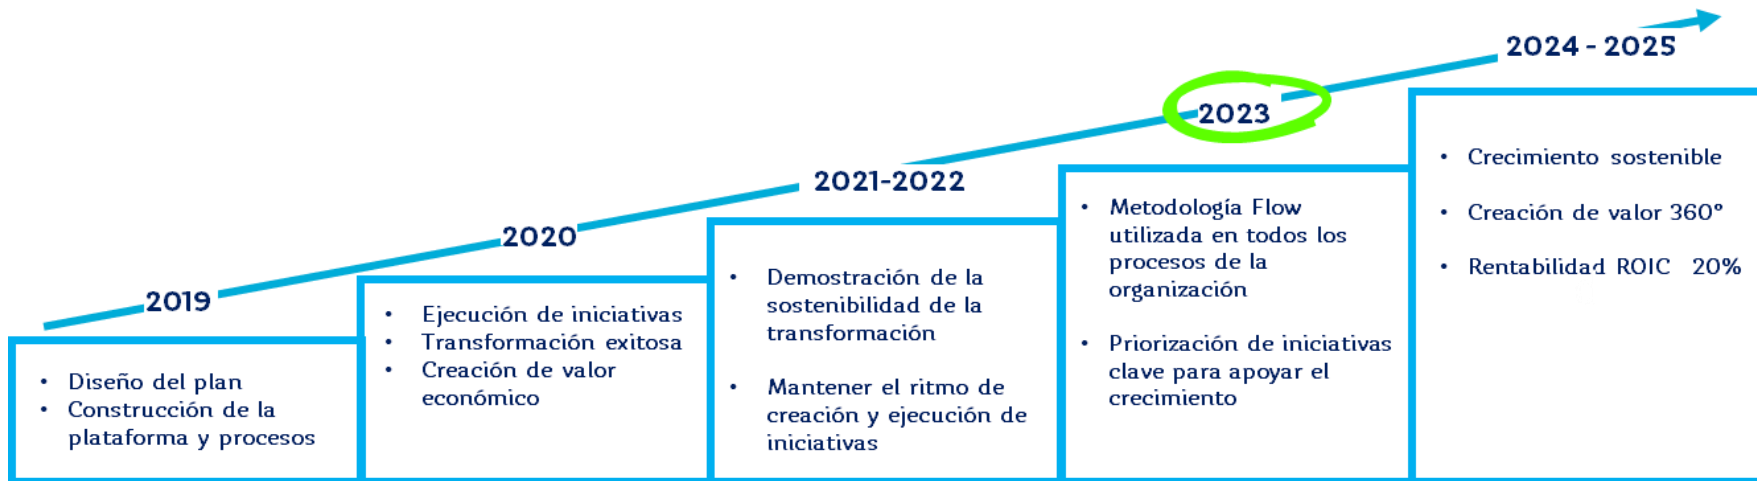 2019
• Diseño del plan
• Construcción de la
plataforma y procesos
2020
• Ejecución de iniciativas
• Transformación exitosa
• Creación de valor
económico
2021-2022
• Demostración de la
sostenibilidad de la
transformación
• Mantener el ritmo de
creación y ejecución de
iniciativas
2023
• Metodología Flow
utilizada en todos los
procesos de la
organización
• Priorización de iniciativas
clave para apoyar el
crecimiento
2024 - 2025
• Crecimiento sostenible
• Creación de valor 360°
• Rentabilidad ROIC 20%